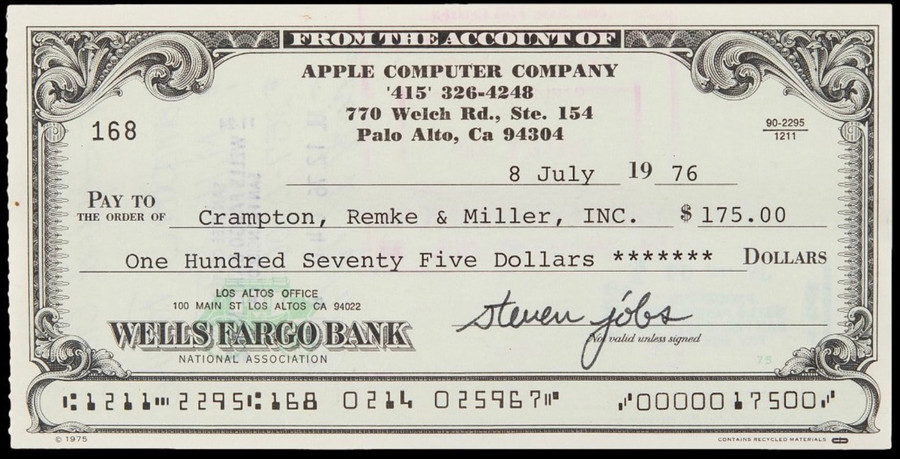 FROM THE ACCOUNT OF
APPLE COMPUTER COMPANY
'415' 326-4248
770 Welch Rd., Ste. 154
Palo Alto, Ca 94304
168
90-2295
1211
8 July 19 76
PAY TO
THE ORDER OF Crampton, Remke & Miller, INC. $ 175.00
One Hundred Seventy Five Dollars ******* DOLLARS
LOS ALTOS OFFICE
100 MAIN ST LOS ALTOS CA 94022
WELLS FARGO BANK
NATIONAL ASSOCIATION
steven jobs
Not valid unless signed
75
⑆1211⑉2295⑆168 0214 025967⑈ ⑇0000017500⑇
© 1975
CONTAINS RECYCLED MATERIALS